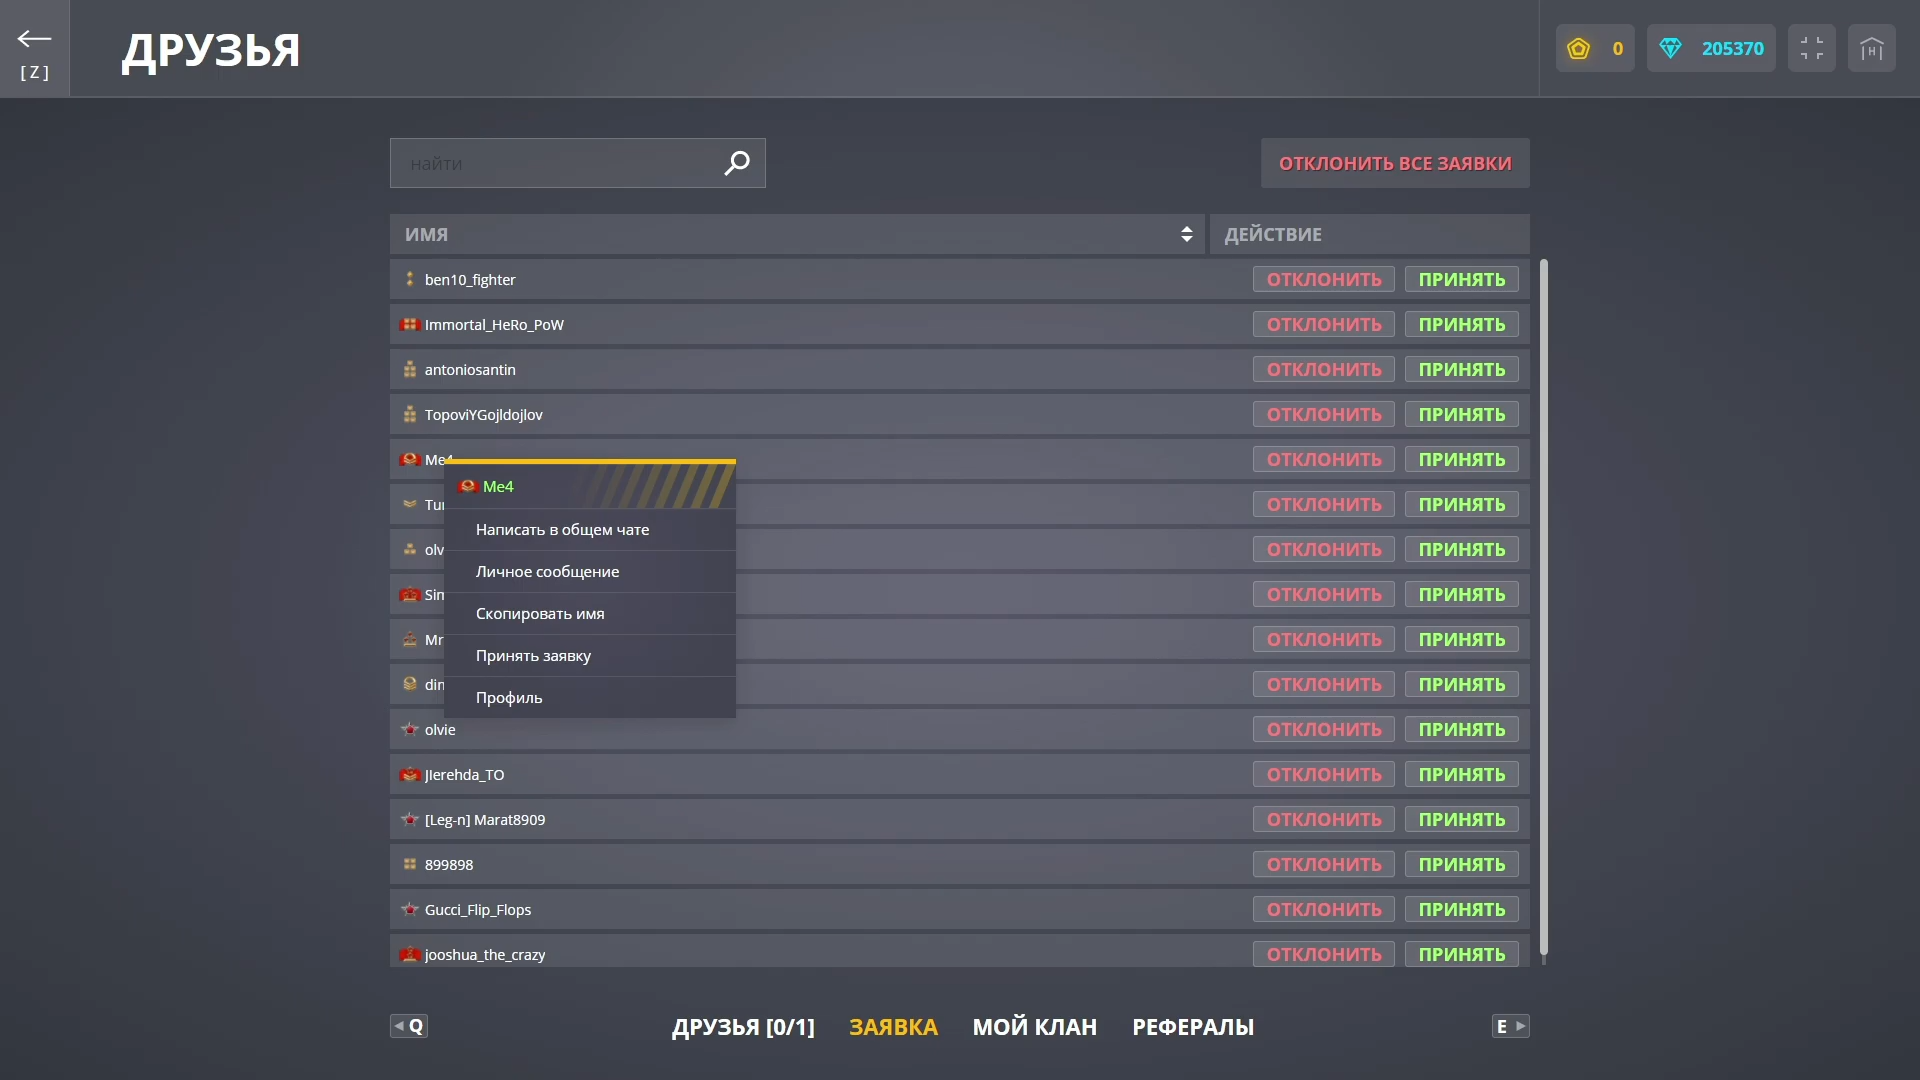 [Z]
ДРУЗЬЯ
0
205370
найти
ОТКЛОНИТЬ ВСЕ ЗАЯВКИ
ИМЯ ДЕЙСТВИЕ
ben10_fighter ОТКЛОНИТЬ ПРИНЯТЬ
Immortal_HeRo_PoW ОТКЛОНИТЬ ПРИНЯТЬ
antoniosantin ОТКЛОНИТЬ ПРИНЯТЬ
TopoviYGojldojlov ОТКЛОНИТЬ ПРИНЯТЬ
Me4 ОТКЛОНИТЬ ПРИНЯТЬ
ОТКЛОНИТЬ ПРИНЯТЬ
ОТКЛОНИТЬ ПРИНЯТЬ
ОТКЛОНИТЬ ПРИНЯТЬ
ОТКЛОНИТЬ ПРИНЯТЬ
ОТКЛОНИТЬ ПРИНЯТЬ
Me4
Написать в общем чате
Личное сообщение
Скопировать имя
Принять заявку
Профиль
olvie ОТКЛОНИТЬ ПРИНЯТЬ
JIerehda_TO ОТКЛОНИТЬ ПРИНЯТЬ
[Leg-n] Marat8909 ОТКЛОНИТЬ ПРИНЯТЬ
899898 ОТКЛОНИТЬ ПРИНЯТЬ
Gucci_Flip_Flops ОТКЛОНИТЬ ПРИНЯТЬ
jooshua_the_crazy ОТКЛОНИТЬ ПРИНЯТЬ
Q ДРУЗЬЯ [0/1] ЗАЯВКА МОЙ КЛАН РЕФЕРАЛЫ E